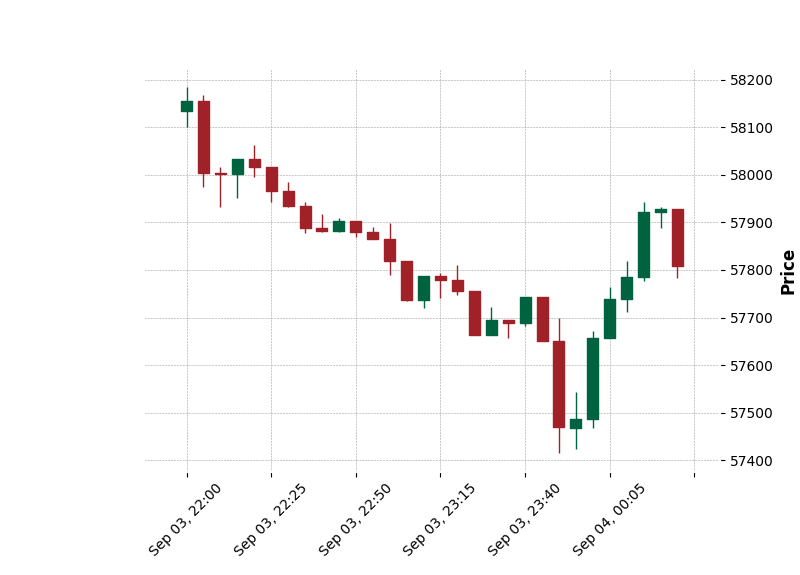 58200
58100
58000
57900
57800
57700
57600
57500
57400
Price
Sep 03, 22:00
Sep 03, 22:25
Sep 03, 22:50
Sep 03, 23:15
Sep 03, 23:40
Sep 04, 00:05